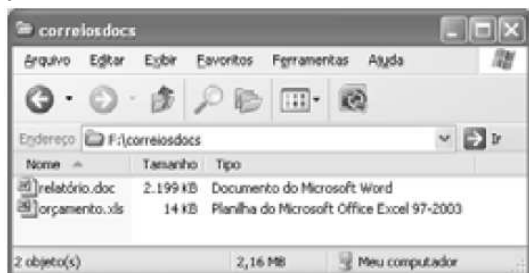 correiosdocs
Arquivo Editar Exibir Favoritos Ferramentas Ajuda
Endereço F:\correiosdocs Ir
Nome Tamanho Tipo
relatório.doc 2.199 KB Documento do Microsoft Word
orçamento.xls 14 KB Planilha do Microsoft Office Excel 97-2003
2 objeto(s) 2,16 MB Meu computador